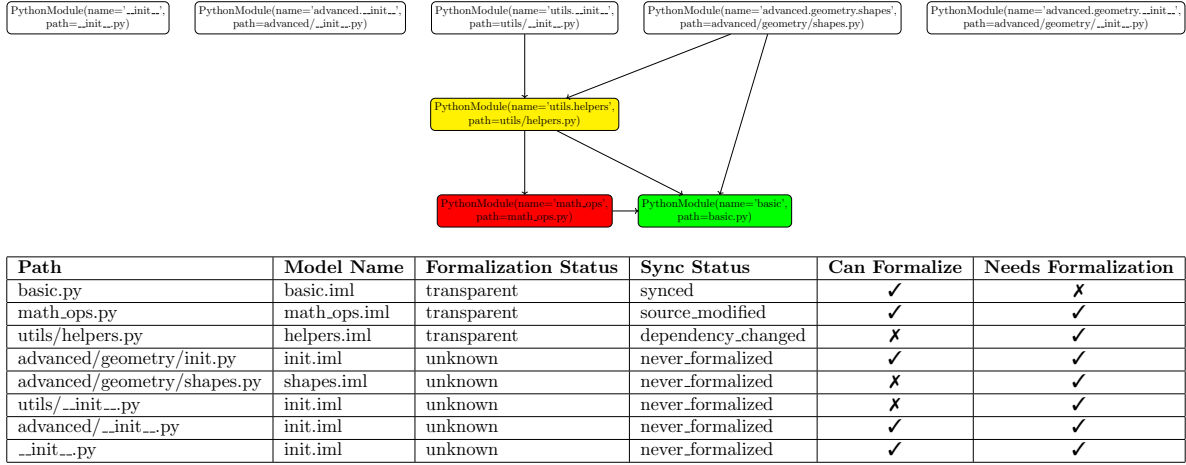 PythonModule(name='__init__', path=__init__.py)
PythonModule(name='advanced.__init__', path=advanced/__init__.py)
PythonModule(name='utils.__init__', path=utils/__init__.py)
PythonModule(name='advanced.geometry.shapes', path=advanced/geometry/shapes.py)
PythonModule(name='advanced.geometry.__init__', path=advanced/geometry/__init__.py)
PythonModule(name='utils.helpers', path=utils/helpers.py)
PythonModule(name='math_ops', path=math_ops.py)
PythonModule(name='basic', path=basic.py)
Path Model Name Formalization Status Sync Status Can Formalize Needs Formalization
basic.py basic.iml transparent synced ✓ ✗
math_ops.py math_ops.iml transparent source_modified ✓ ✓
utils/helpers.py helpers.iml transparent dependency_changed ✗ ✓
advanced/geometry/init.py init.iml unknown never_formalized ✓ ✓
advanced/geometry/shapes.py shapes.iml unknown never_formalized ✗ ✓
utils/__init__.py init.iml unknown never_formalized ✗ ✓
advanced/__init__.py init.iml unknown never_formalized ✓ ✓
__init__.py init.iml unknown never_formalized ✓ ✓